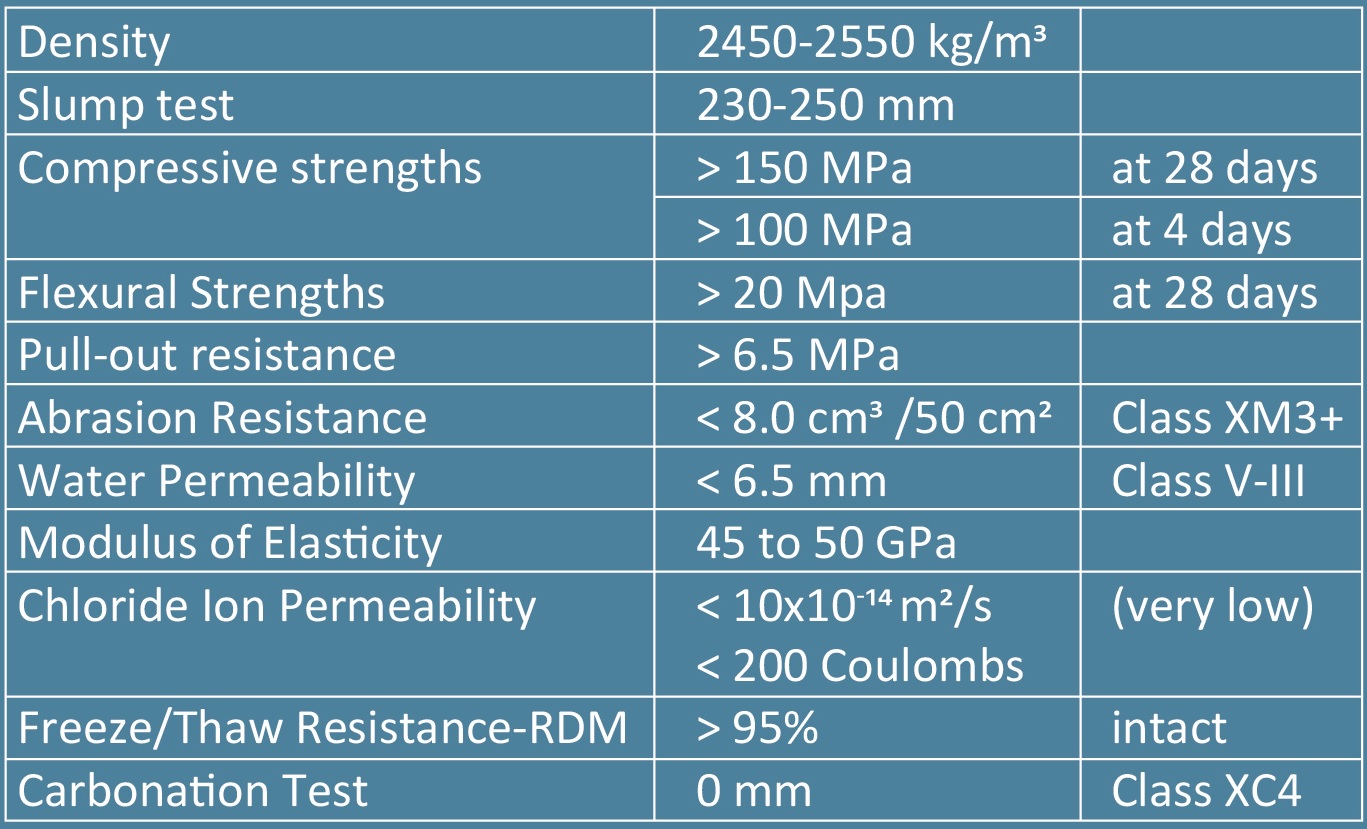 Density 2450-2550 kg/m³
Slump test 230-250 mm
Compressive strengths > 150 MPa at 28 days
> 100 MPa at 4 days
Flexural Strengths > 20 Mpa at 28 days
Pull-out resistance > 6.5 MPa
Abrasion Resistance < 8.0 cm³ /50 cm² Class XM3+
Water Permeability < 6.5 mm Class V-III
Modulus of Elasticity 45 to 50 GPa
Chloride Ion Permeability < 10x10⁻¹⁴ m²/s (very low)
< 200 Coulombs
Freeze/Thaw Resistance-RDM > 95% intact
Carbonation Test 0 mm Class XC4